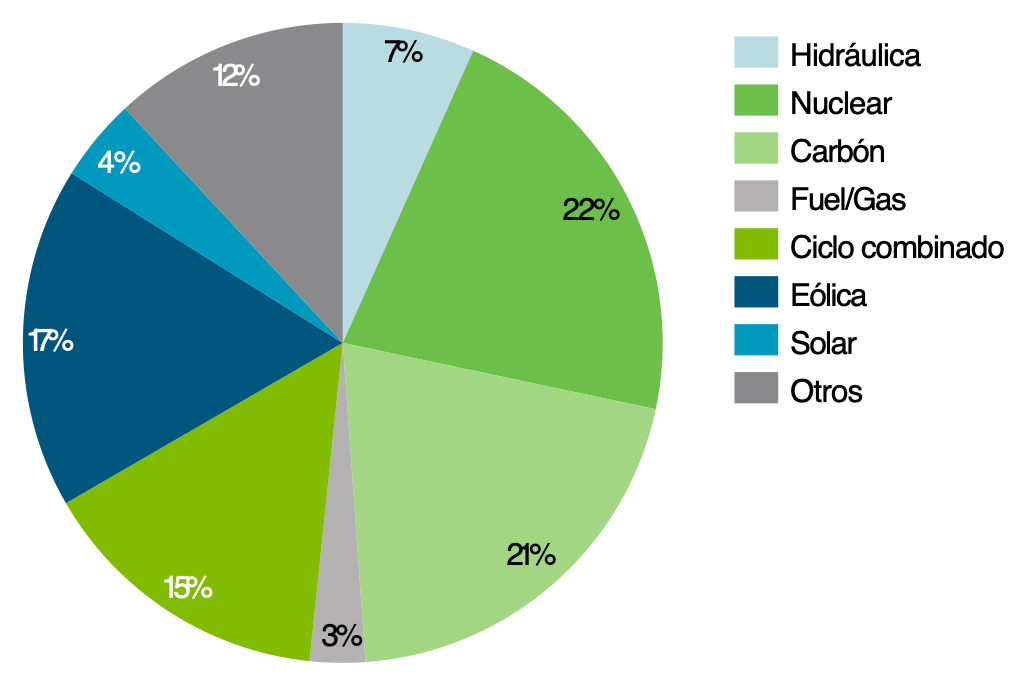 7%
22%
21%
3%
15%
17%
4%
12%
Hidráulica
Nuclear
Carbón
Fuel/Gas
Ciclo combinado
Eólica
Solar
Otros